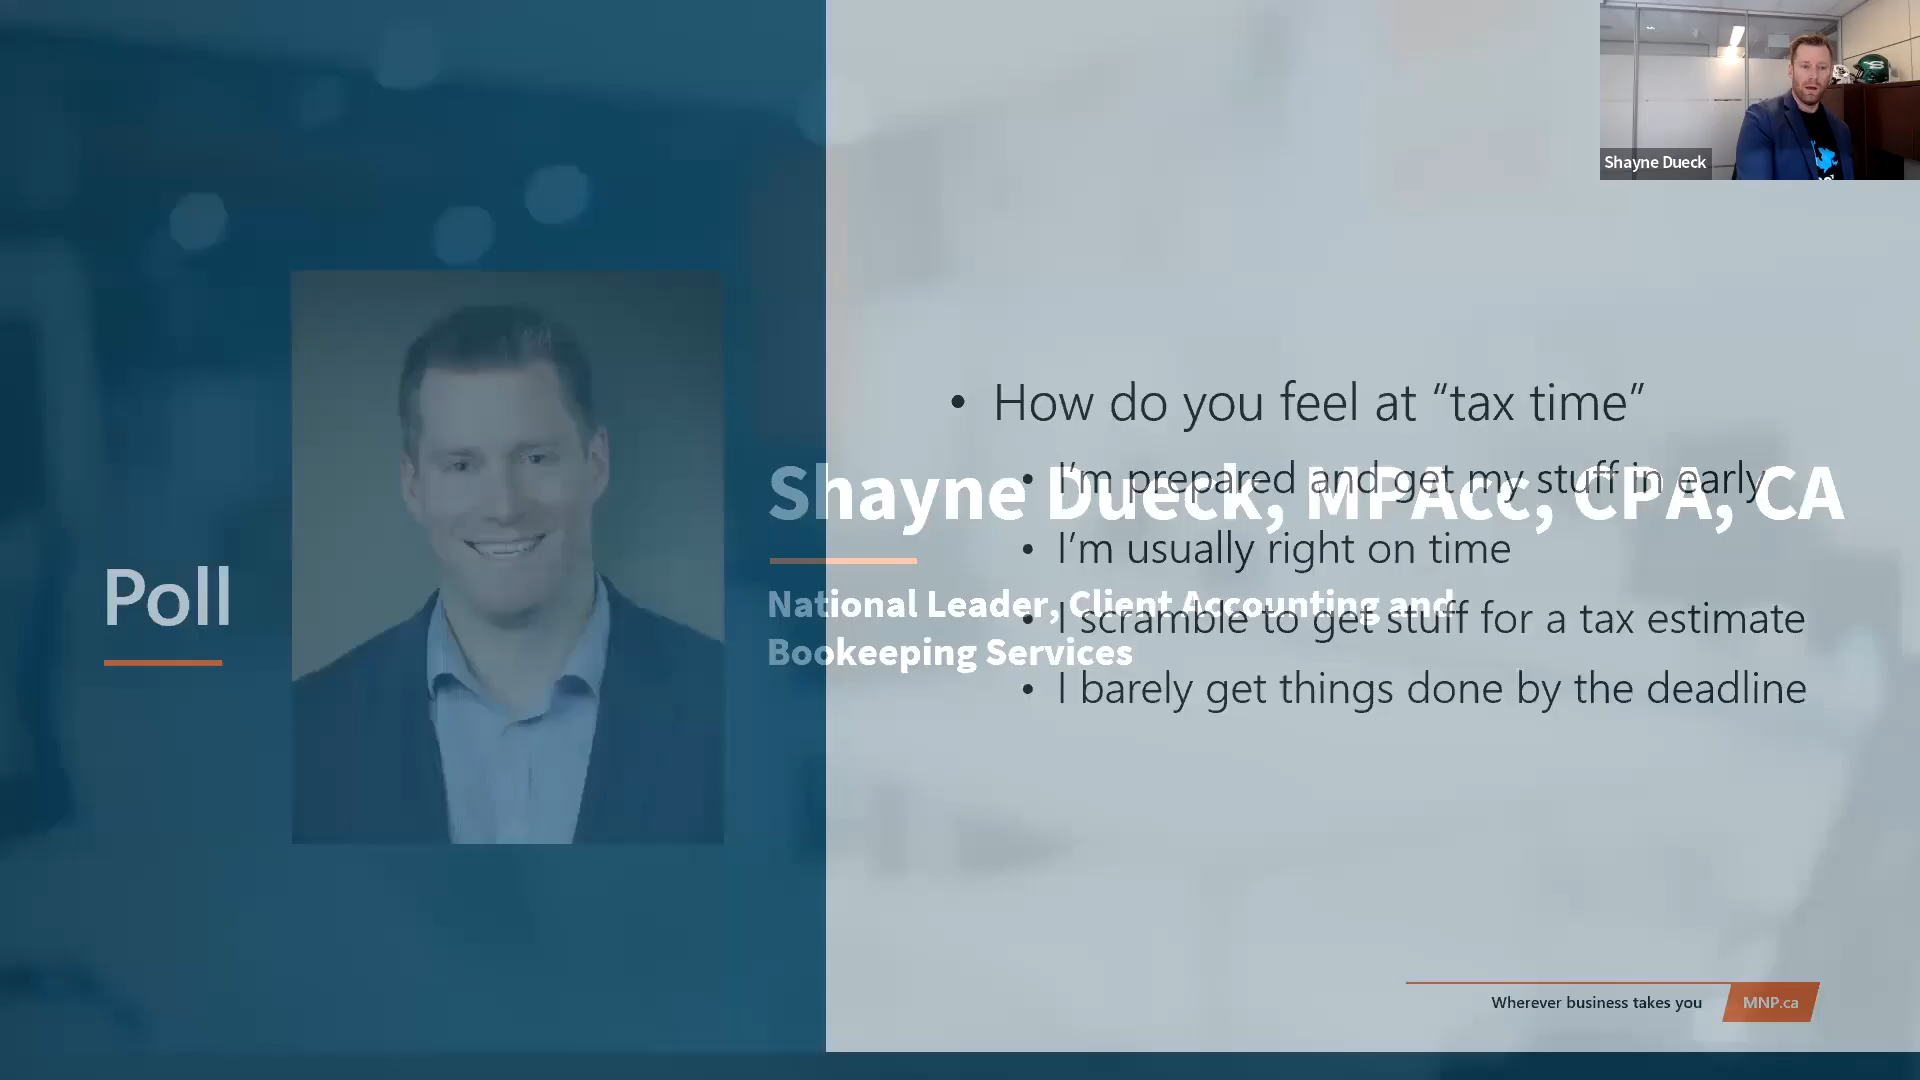 Shayne Dueck
Poll
• How do you feel at “tax time”
• I’m prepared and get my stuff in early
• I’m usually right on time
• I scramble to get stuff for a tax estimate
• I barely get things done by the deadline
Shayne Dueck, MPAcc, CPA, CA
National Leader, Client Accounting and
Bookeeping Services
Wherever business takes you
MNP.ca